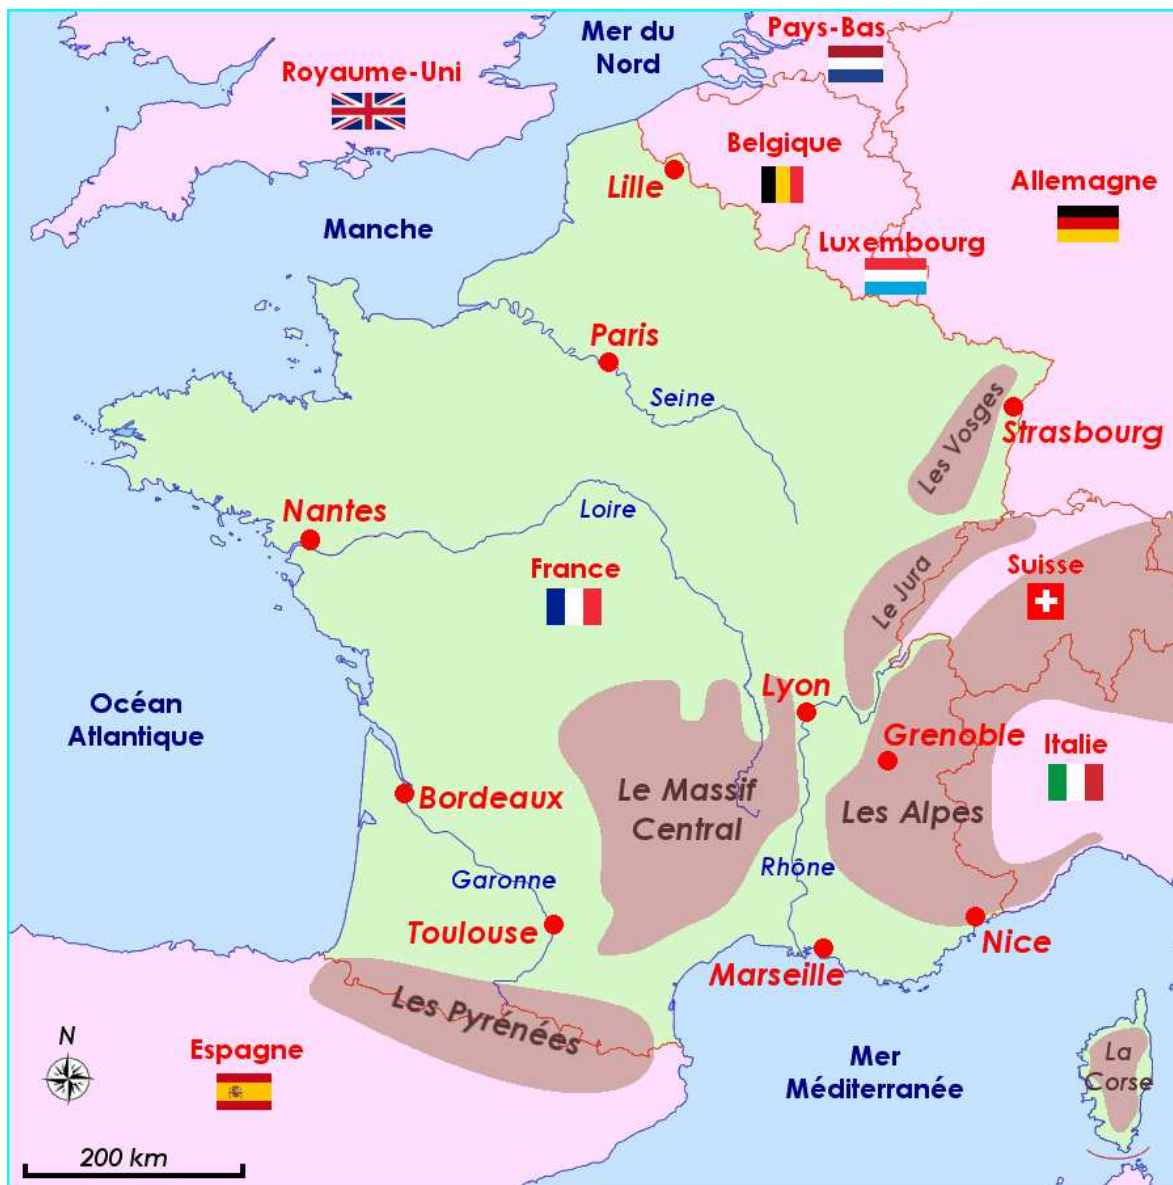 Mer du
Nord
Pays-Bas
Royaume-Uni
Belgique
Allemagne
Lille
Manche
Luxembourg
Paris
Seine
Les Vosges
Strasbourg
Nantes
Loire
France
Le Jura
Suisse
Océan
Atlantique
Lyon
Grenoble
Italie
Bordeaux
Le Massif
Central
Les Alpes
Garonne
Rhône
Toulouse
Marseille
Nice
Les Pyrénées
N
Espagne
Mer
Méditerranée
La
Corse
200 km